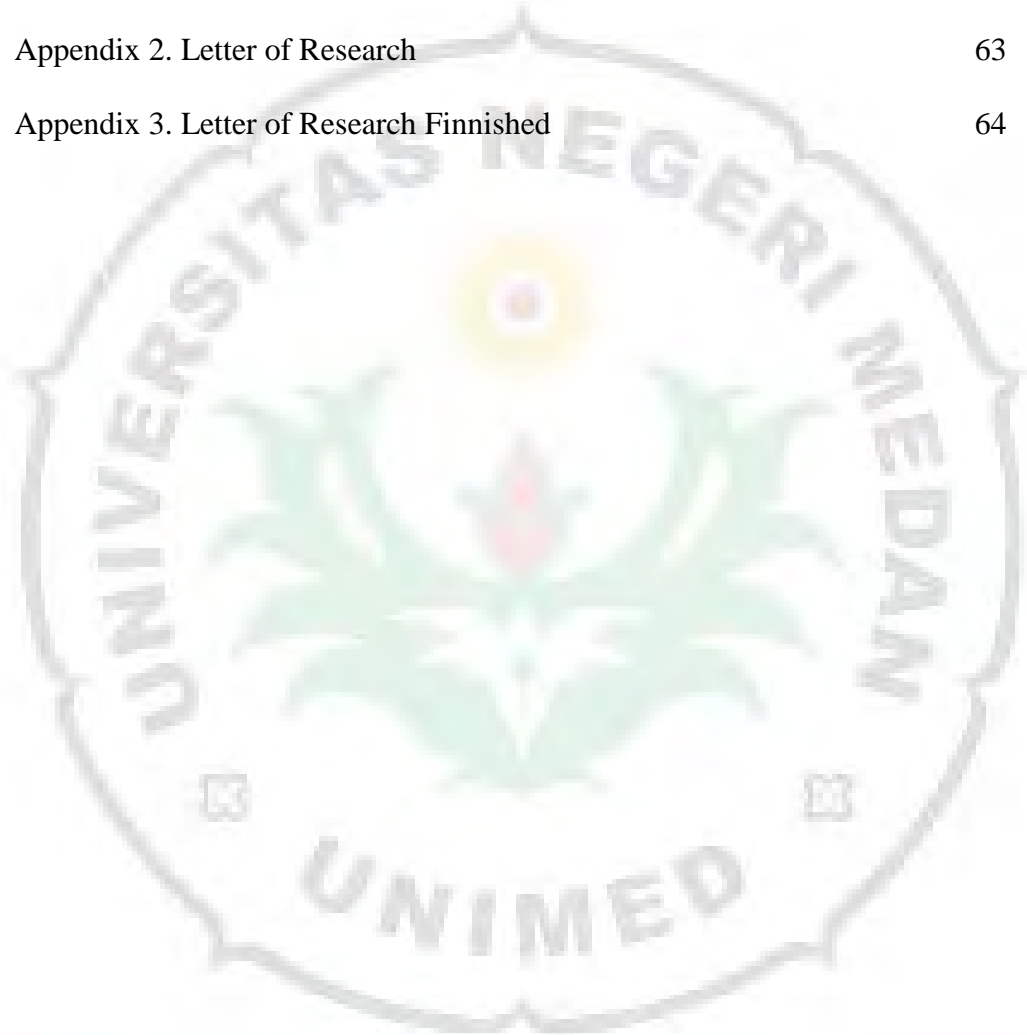 Appendix 2. Letter of Research 63
Appendix 3. Letter of Research Finnished 64
UNIVERSITAS NEGERI MEDAN
UNIMED